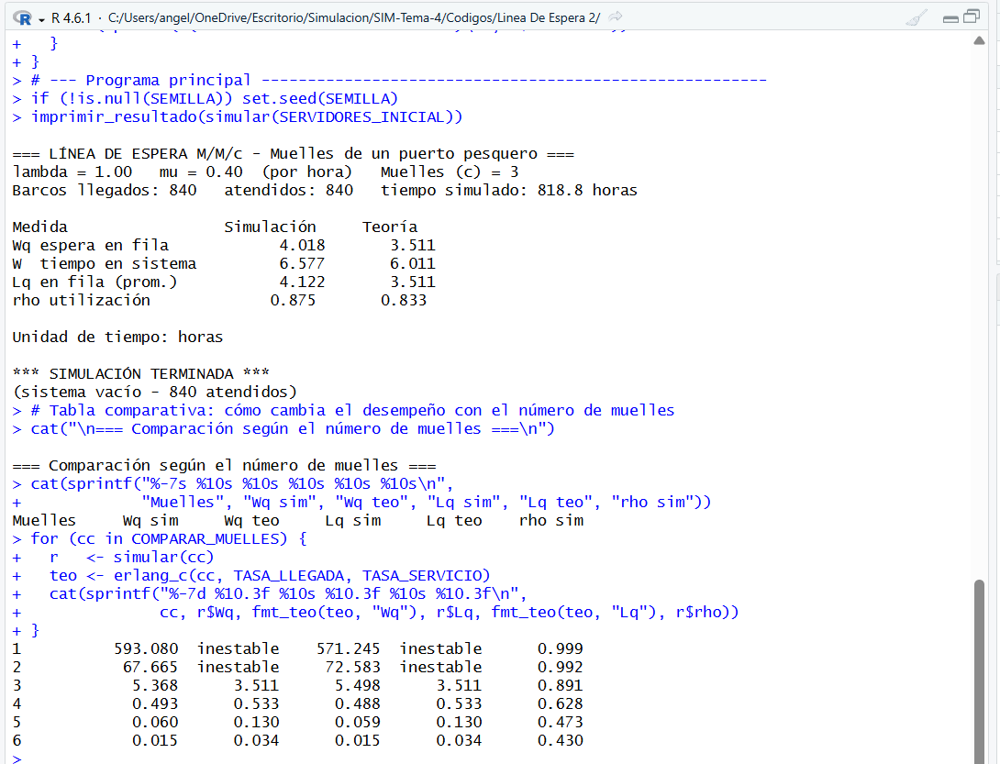 R 4.6.1 · C:/Users/angel/OneDrive/Escritorio/Simulacion/SIM-Tema-4/Codigos/Linea De Espera 2/
+   }
+ }
> # --- Programa principal -------------------------------------------------------
> if (!is.null(SEMILLA)) set.seed(SEMILLA)
> imprimir_resultado(simular(SERVIDORES_INICIAL))

=== LÍNEA DE ESPERA M/M/c - Muelles de un puerto pesquero ===
lambda = 1.00   mu = 0.40  (por hora)   Muelles (c) = 3
Barcos llegados: 840   atendidos: 840   tiempo simulado: 818.8 horas

Medida                 Simulación     Teoría
Wq espera en fila            4.018       3.511
W  tiempo en sistema         6.577       6.011
Lq en fila (prom.)           4.122       3.511
rho utilización             0.875       0.833

Unidad de tiempo: horas

*** SIMULACIÓN TERMINADA ***
(sistema vacío - 840 atendidos)
> # Tabla comparativa: cómo cambia el desempeño con el número de muelles
> cat("\n=== Comparación según el número de muelles ===\n")

=== Comparación según el número de muelles ===
> cat(sprintf("%-7s %10s %10s %10s %10s %10s\n",
+             "Muelles", "Wq sim", "Wq teo", "Lq sim", "Lq teo", "rho sim"))
Muelles     Wq sim     Wq teo     Lq sim     Lq teo    rho sim
> for (cc in COMPARAR_MUELLES) {
+   r   <- simular(cc)
+   teo <- erlang_c(cc, TASA_LLEGADA, TASA_SERVICIO)
+   cat(sprintf("%-7d %10.3f %10s %10.3f %10s %10.3f\n",
+               cc, r$Wq, fmt_teo(teo, "Wq"), r$Lq, fmt_teo(teo, "Lq"), r$rho))
+ }
1          593.080  inestable    571.245  inestable      0.999
2           67.665  inestable     72.583  inestable      0.992
3            5.368      3.511      5.498      3.511      0.891
4            0.493      0.533      0.488      0.533      0.628
5            0.060      0.130      0.059      0.130      0.473
6            0.015      0.034      0.015      0.034      0.430
>